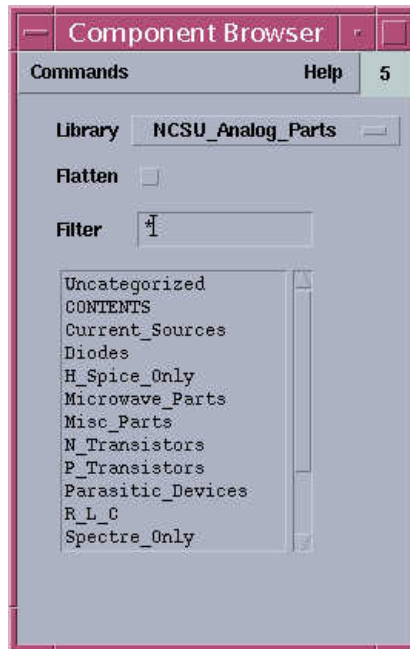 Component Browser
Commands Help 5
Library NCSU_Analog_Parts
Flatten
Filter *
Uncategorized
CONTENTS
Current_Sources
Diodes
H_Spice_Only
Microwave_Parts
Misc_Parts
N_Transistors
P_Transistors
Parasitic_Devices
R_L_C
Spectre_Only